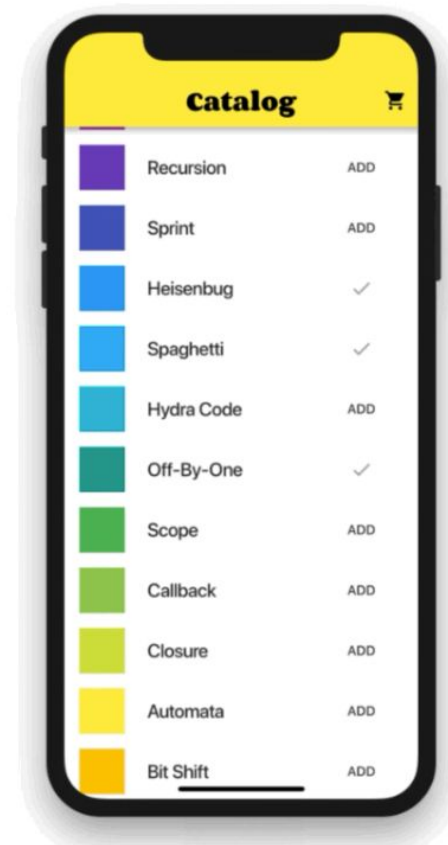 Catalog
Recursion ADD
Sprint ADD
Heisenbug
Spaghetti
Hydra Code ADD
Off-By-One
Scope ADD
Callback ADD
Closure ADD
Automata ADD
Bit Shift ADD